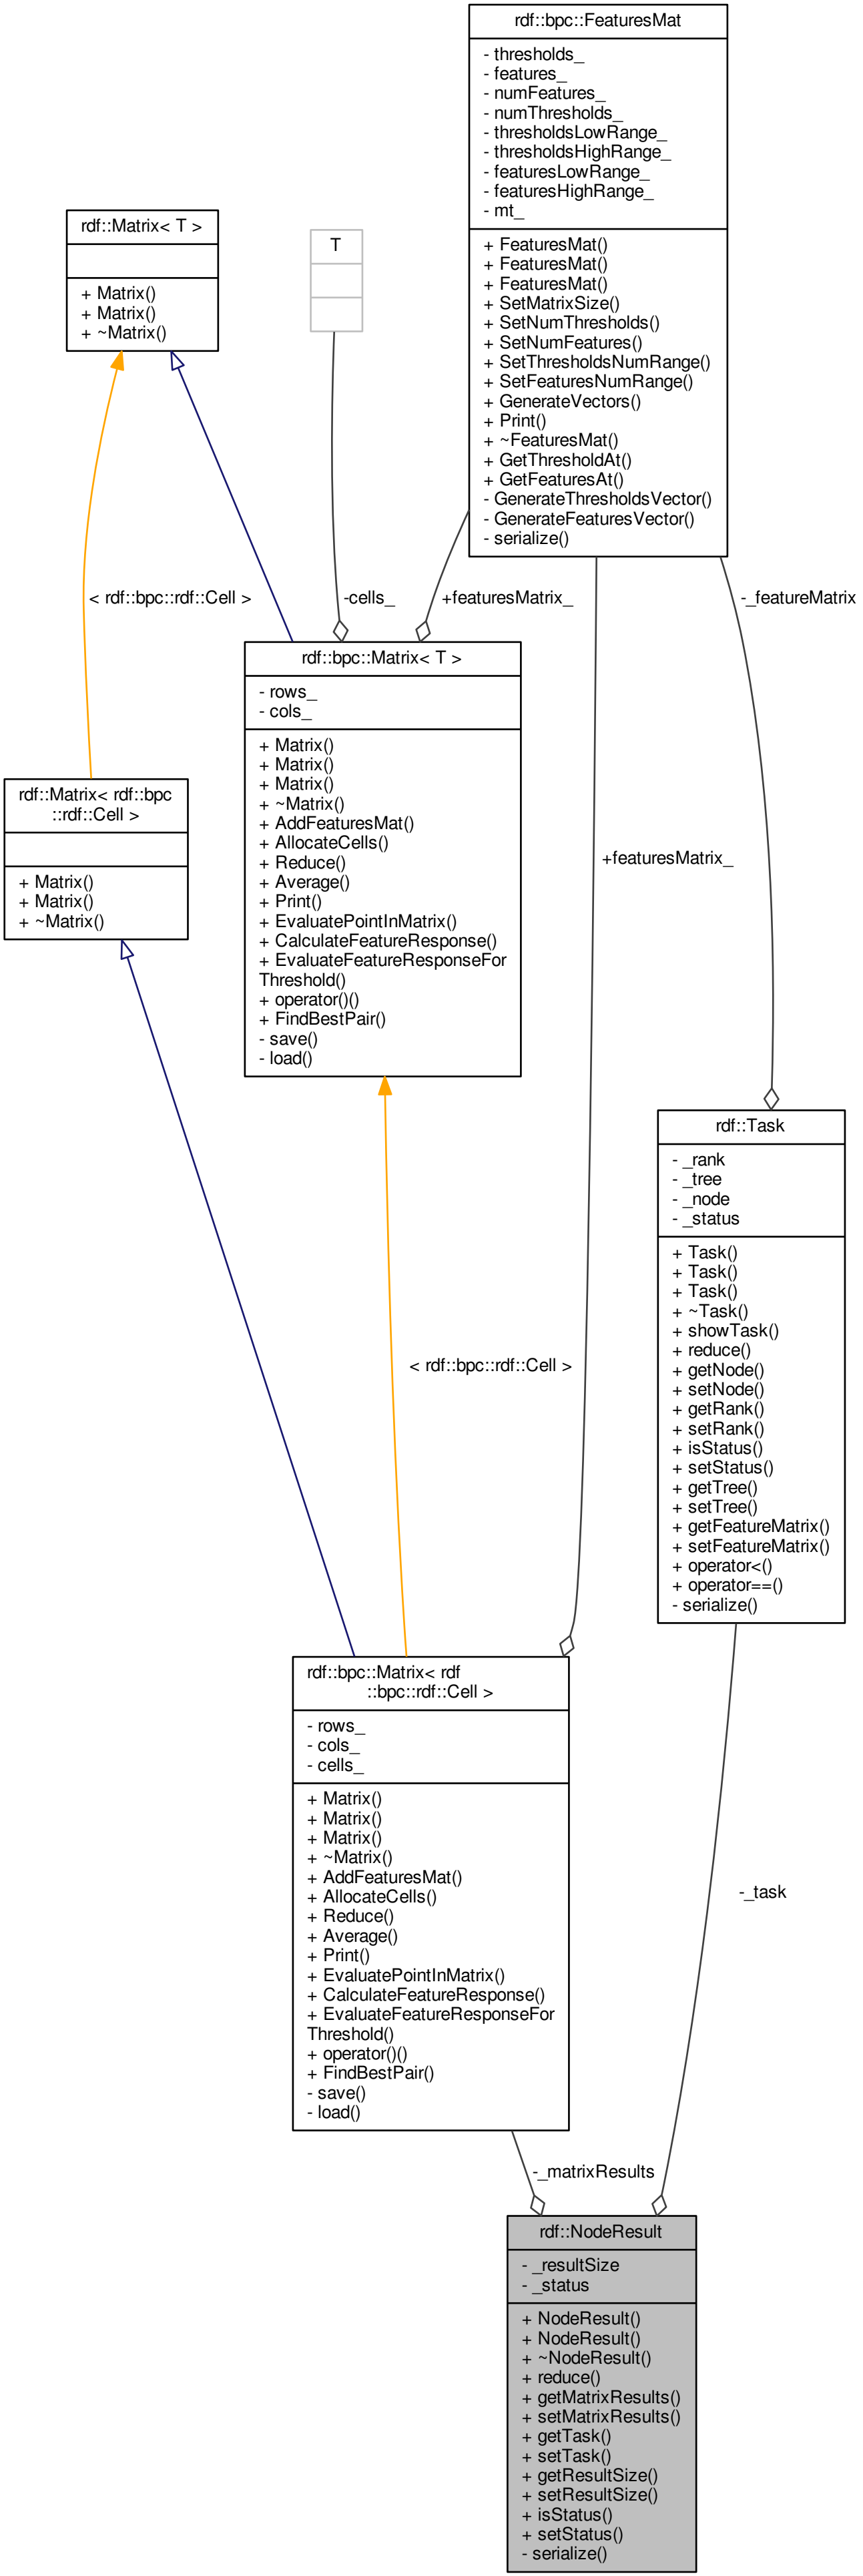 rdf::bpc::FeaturesMat
- thresholds_
- features_
- numFeatures_
- numThresholds_
- thresholdsLowRange_
- thresholdsHighRange_
- featuresLowRange_
- featuresHighRange_
- mt_
+ FeaturesMat()
+ FeaturesMat()
+ FeaturesMat()
+ SetMatrixSize()
+ SetNumThresholds()
+ SetNumFeatures()
+ SetThresholdsNumRange()
+ SetFeaturesNumRange()
+ GenerateVectors()
+ Print()
+ ~FeaturesMat()
+ GetThresholdAt()
+ GetFeaturesAt()
- GenerateThresholdsVector()
- GenerateFeaturesVector()
- serialize()
rdf::Matrix< T >
+ Matrix()
+ Matrix()
+ ~Matrix()
T
< rdf::bpc::rdf::Cell >
-cells_
+featuresMatrix_
-_featureMatrix
rdf::bpc::Matrix< T >
- rows_
- cols_
+ Matrix()
+ Matrix()
+ Matrix()
+ ~Matrix()
+ AddFeaturesMat()
+ AllocateCells()
+ Reduce()
+ Average()
+ Print()
+ EvaluatePointInMatrix()
+ CalculateFeatureResponse()
+ EvaluateFeatureResponseFor
Threshold()
+ operator()()
+ FindBestPair()
- save()
- load()
rdf::Matrix< rdf::bpc
::rdf::Cell >
+ Matrix()
+ Matrix()
+ ~Matrix()
+featuresMatrix_
rdf::Task
- _rank
- _tree
- _node
- _status
+ Task()
+ Task()
+ Task()
+ ~Task()
+ showTask()
+ reduce()
+ getNode()
+ setNode()
+ getRank()
+ setRank()
+ isStatus()
+ setStatus()
+ getTree()
+ setTree()
+ getFeatureMatrix()
+ setFeatureMatrix()
+ operator<()
+ operator==()
- serialize()
< rdf::bpc::rdf::Cell >
rdf::bpc::Matrix< rdf
::bpc::rdf::Cell >
- rows_
- cols_
- cells_
+ Matrix()
+ Matrix()
+ Matrix()
+ ~Matrix()
+ AddFeaturesMat()
+ AllocateCells()
+ Reduce()
+ Average()
+ Print()
+ EvaluatePointInMatrix()
+ CalculateFeatureResponse()
+ EvaluateFeatureResponseFor
Threshold()
+ operator()()
+ FindBestPair()
- save()
- load()
-_task
-_matrixResults
rdf::NodeResult
- _resultSize
- _status
+ NodeResult()
+ NodeResult()
+ ~NodeResult()
+ reduce()
+ getMatrixResults()
+ setMatrixResults()
+ getTask()
+ setTask()
+ getResultSize()
+ setResultSize()
+ isStatus()
+ setStatus()
- serialize()